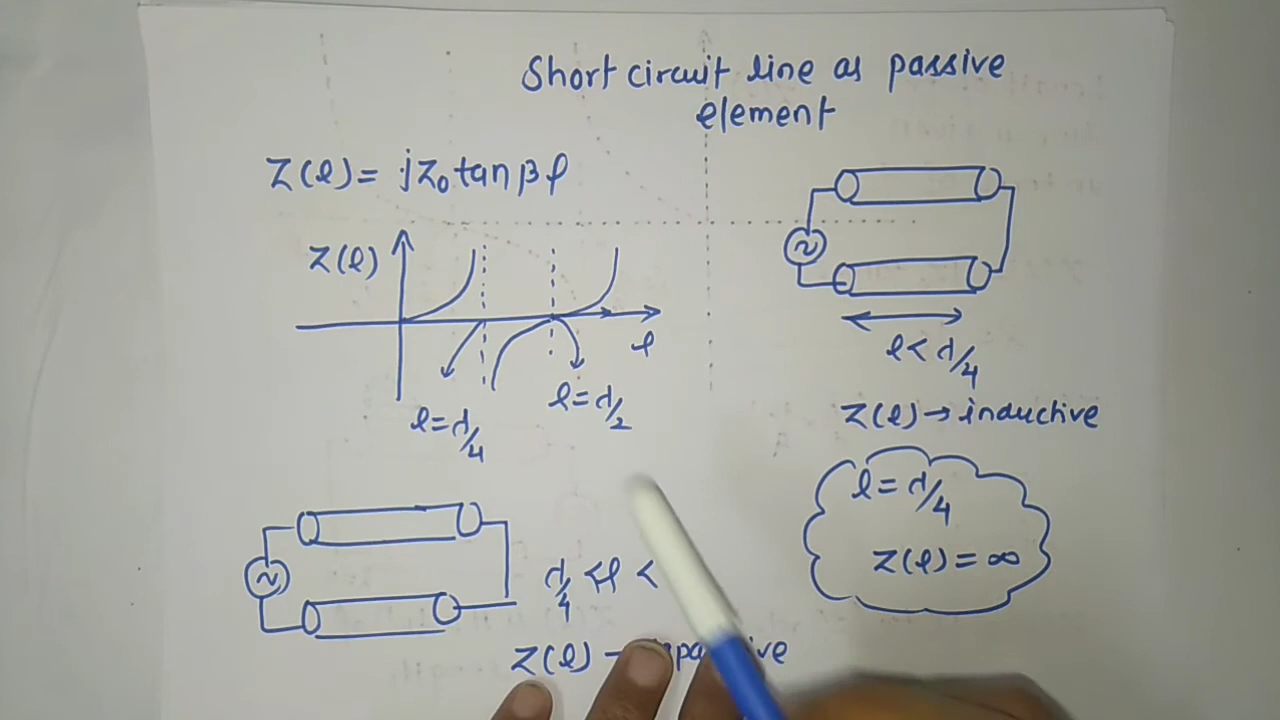 Short circuit line as passive
element
Z(l) = jZ₀ tan βl
Z(l)
l
l = λ/4
l = λ/2
l < λ/4
Z(l) → inductive
l = λ/4
Z(l) = ∞
λ/4 < l <
Z(l) →